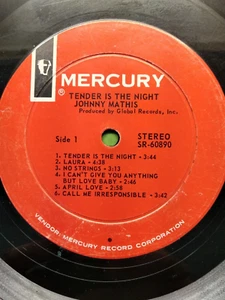 MERCURY
TENDER IS THE NIGHT
JOHNNY MATHIS
Produced by Global Records, Inc.
Side 1
STEREO
SR-60890
1. TENDER IS THE NIGHT - 3:44
2. LAURA - 4:38
3. NO STRINGS - 3:13
4. I CAN'T GIVE YOU ANYTHING
BUT LOVE BABY - 2:46
5. APRIL LOVE - 2:58
6. CALL ME IRRESPONSIBLE - 3:42
VENDOR: MERCURY RECORD CORPORATION